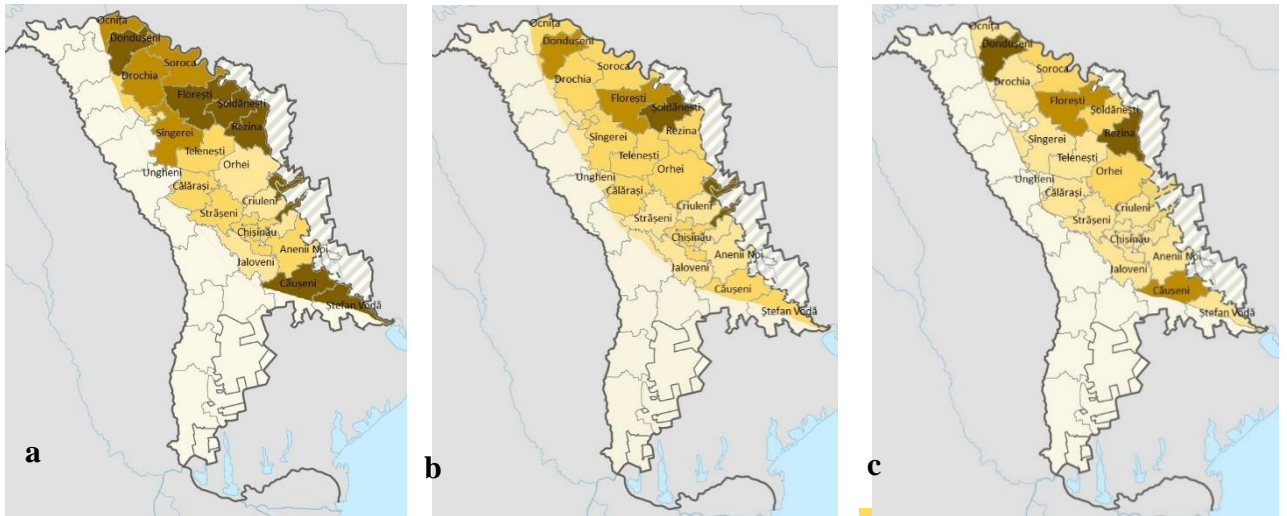 Ocnița
Dondușeni
Soroca
Drochia
Florești
Șoldănești
Rezina
Sîngerei
Telenești
Orhei
Ungheni
Călărași
Criuleni
Strășeni
Chișinău
Anenii Noi
Jaloveni
Căușeni
Ștefan Vodă
a
Ocnița
Dondușeni
Soroca
Drochia
Florești
Șoldănești
Rezina
Sîngerei
Telenești
Orhei
Ungheni
Călărași
Criuleni
Strășeni
Chișinău
Anenii Noi
Jaloveni
Căușeni
Ștefan Vodă
b
Ocnița
Dondușeni
Soroca
Drochia
Florești
Șoldănești
Rezina
Sîngerei
Telenești
Orhei
Ungheni
Călărași
Criuleni
Strășeni
Chișinău
Anenii Noi
Jaloveni
Căușeni
Ștefan Vodă
c